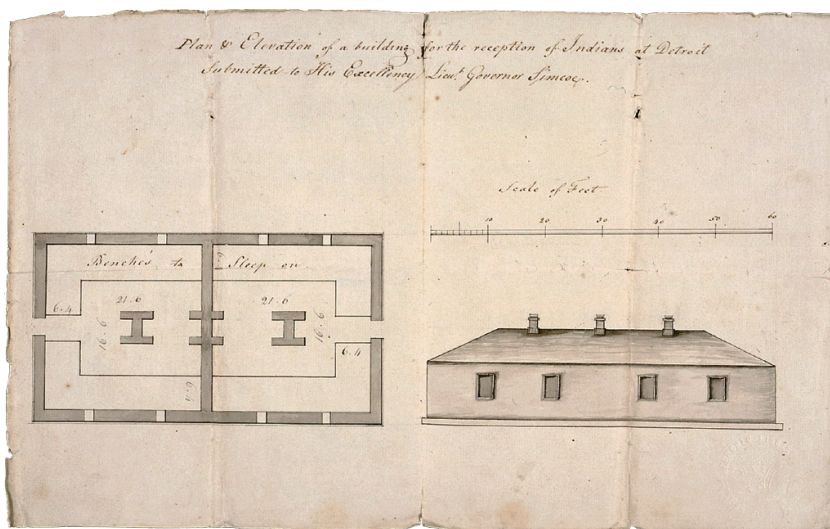 Plan & Elevation of a building for the reception of Indians at Detroit
Submitted to His Excellency Lieut. Governor Simcoe.
Scale of Feet
10 20 30 40 50 60
Benches to Sleep on
6.4 21.6 21.6
16.6 16.6
6.4